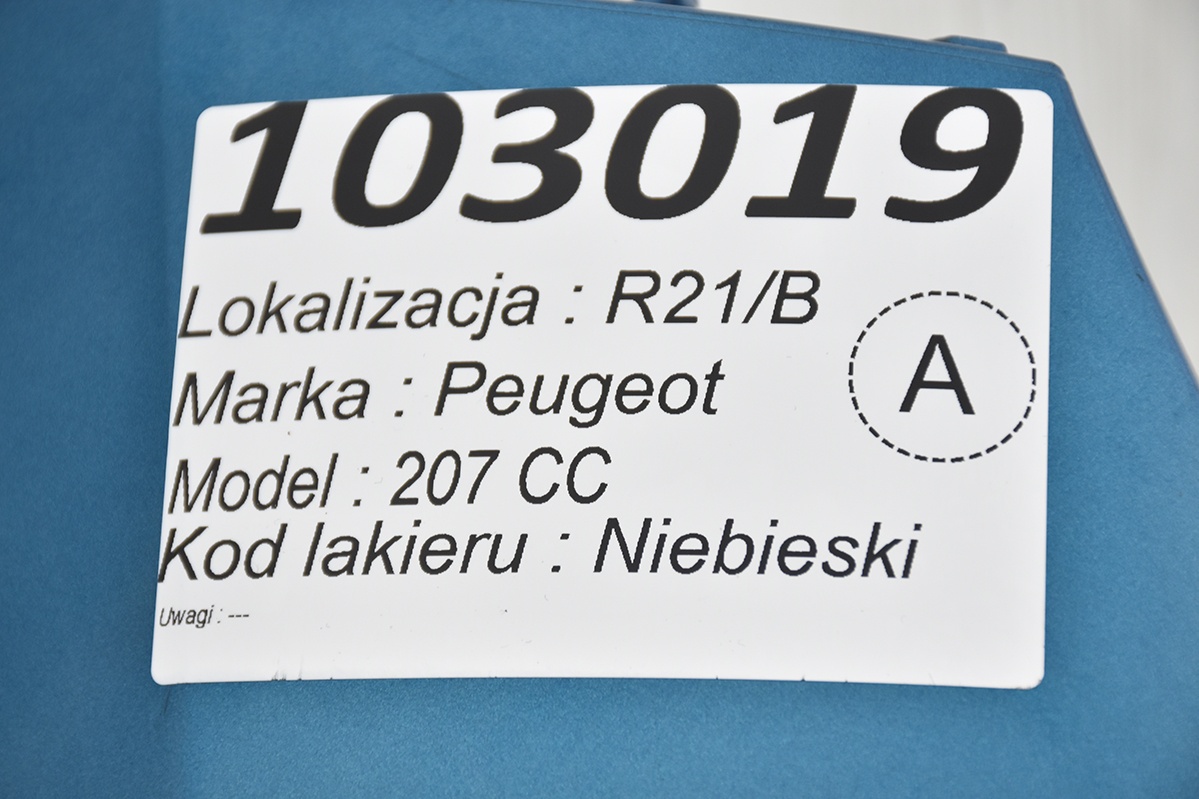 103019
Lokalizacja : R21/B
A
Marka : Peugeot
Model : 207 CC
Kod lakieru : Niebieski
Uwagi : ---